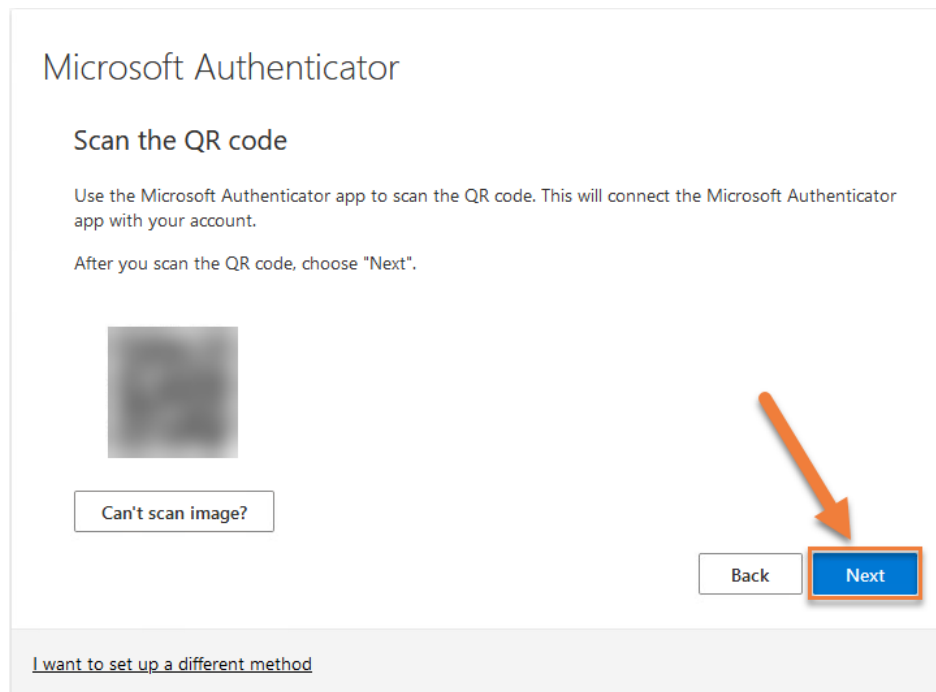 Microsoft Authenticator
Scan the QR code
Use the Microsoft Authenticator app to scan the QR code. This will connect the Microsoft Authenticator
app with your account.
After you scan the QR code, choose "Next".
Can't scan image?
Back
Next
I want to set up a different method